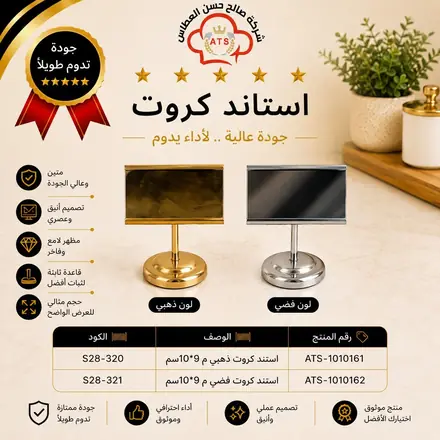 شركة صالح حسن العطاس
ATS
جودة
تدوم طويلاً
استاند كروت
جودة عالية .. لأداء يدوم
متين
وعالي الجودة
تصميم أنيق
وعصري
مظهر لامع
وفاخر
قاعدة ثابتة
لثبات أفضل
حجم مثالي
للعرض الواضح
لون ذهبي
لون فضي
رقم المنتج الوصف الكود
ATS-1010161 استند كروت ذهبي م 9*10سم S28-320
ATS-1010162 استند كروت فضي م 9*10سم S28-321
منتج موثوق
اختيارك الأفضل
تصميم عملي
وأنيق
أداء احترافي
وموثوق
جودة ممتازة
تدوم طويلاً